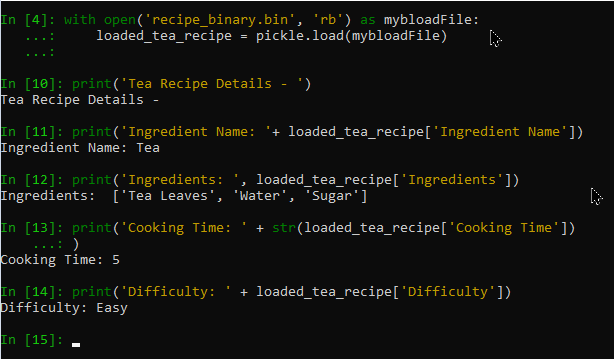 In [4]: with open('recipe_binary.bin', 'rb') as mybloadFile:
   ...:     loaded_tea_recipe = pickle.load(mybloadFile)
   ...:
In [10]: print('Tea Recipe Details - ')
Tea Recipe Details -
In [11]: print('Ingredient Name: '+ loaded_tea_recipe['Ingredient Name'])
Ingredient Name: Tea
In [12]: print('Ingredients: ', loaded_tea_recipe['Ingredients'])
Ingredients:  ['Tea Leaves', 'Water', 'Sugar']
In [13]: print('Cooking Time: ' + str(loaded_tea_recipe['Cooking Time'])
    ...: )
Cooking Time: 5
In [14]: print('Difficulty: ' + loaded_tea_recipe['Difficulty'])
Difficulty: Easy
In [15]: